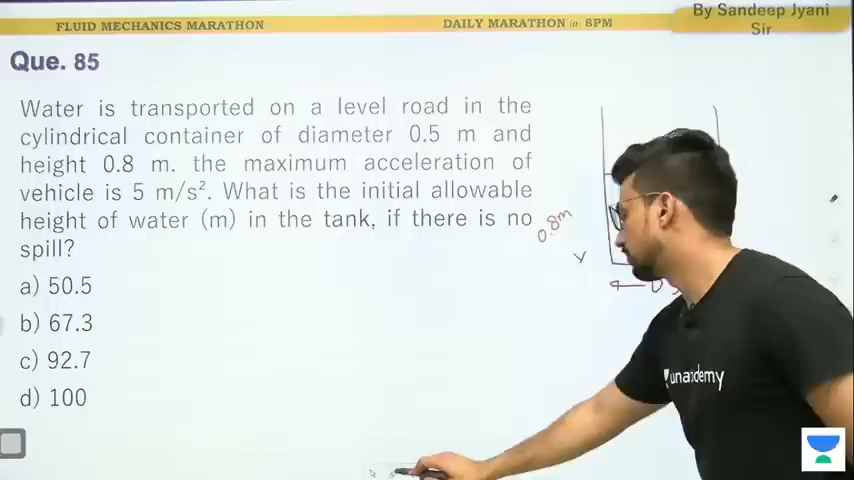 FLUID MECHANICS MARATHON
DAILY MARATHON @ 8PM
By Sandeep Jyani
Sir
Que. 85
Water is transported on a level road in the
cylindrical container of diameter 0.5 m and
height 0.8 m. the maximum acceleration of
vehicle is 5 m/s². What is the initial allowable
height of water (m) in the tank, if there is no
spill?
a) 50.5
b) 67.3
c) 92.7
d) 100
0.8m
unacademy